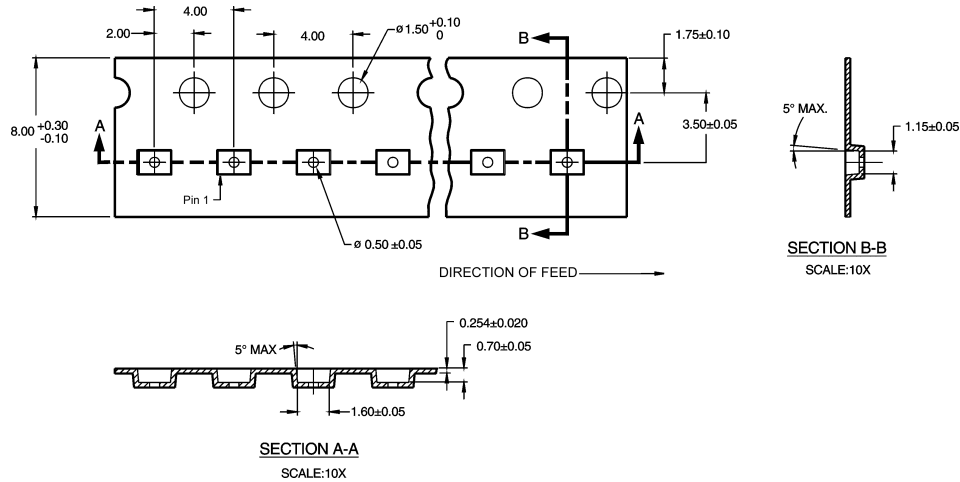 4.00
2.00
4.00
ø 1.50 +0.10
0
B
1.75±0.10
8.00 +0.30
-0.10
A
A
3.50±0.05
5° MAX.
1.15±0.05
Pin 1
B
ø 0.50 ±0.05
SECTION B-B
SCALE:10X
DIRECTION OF FEED
0.254±0.020
5° MAX
0.70±0.05
1.60±0.05
SECTION A-A
SCALE:10X